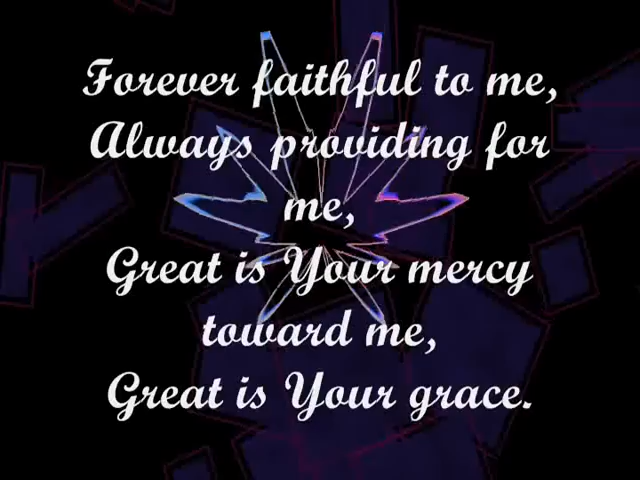 Forever faithful to me,
Always providing for
me,
Great is Your mercy
toward me,
Great is Your grace.